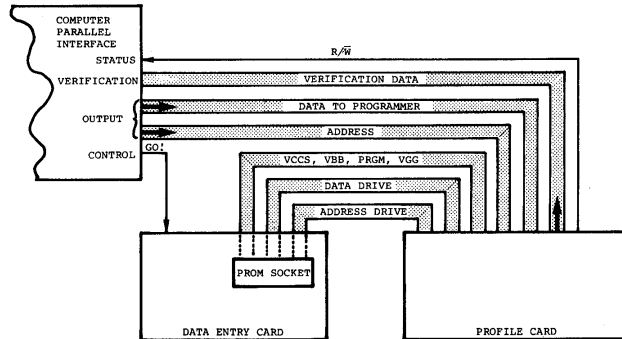 COMPUTER
PARALLEL
INTERFACE
STATUS
R/W̅
VERIFICATION
VERIFICATION DATA
DATA TO PROGRAMMER
OUTPUT
ADDRESS
CONTROL
GO!
VCCS, VBB, PRGM, VGG
DATA DRIVE
ADDRESS DRIVE
PROM SOCKET
DATA ENTRY CARD
PROFILE CARD